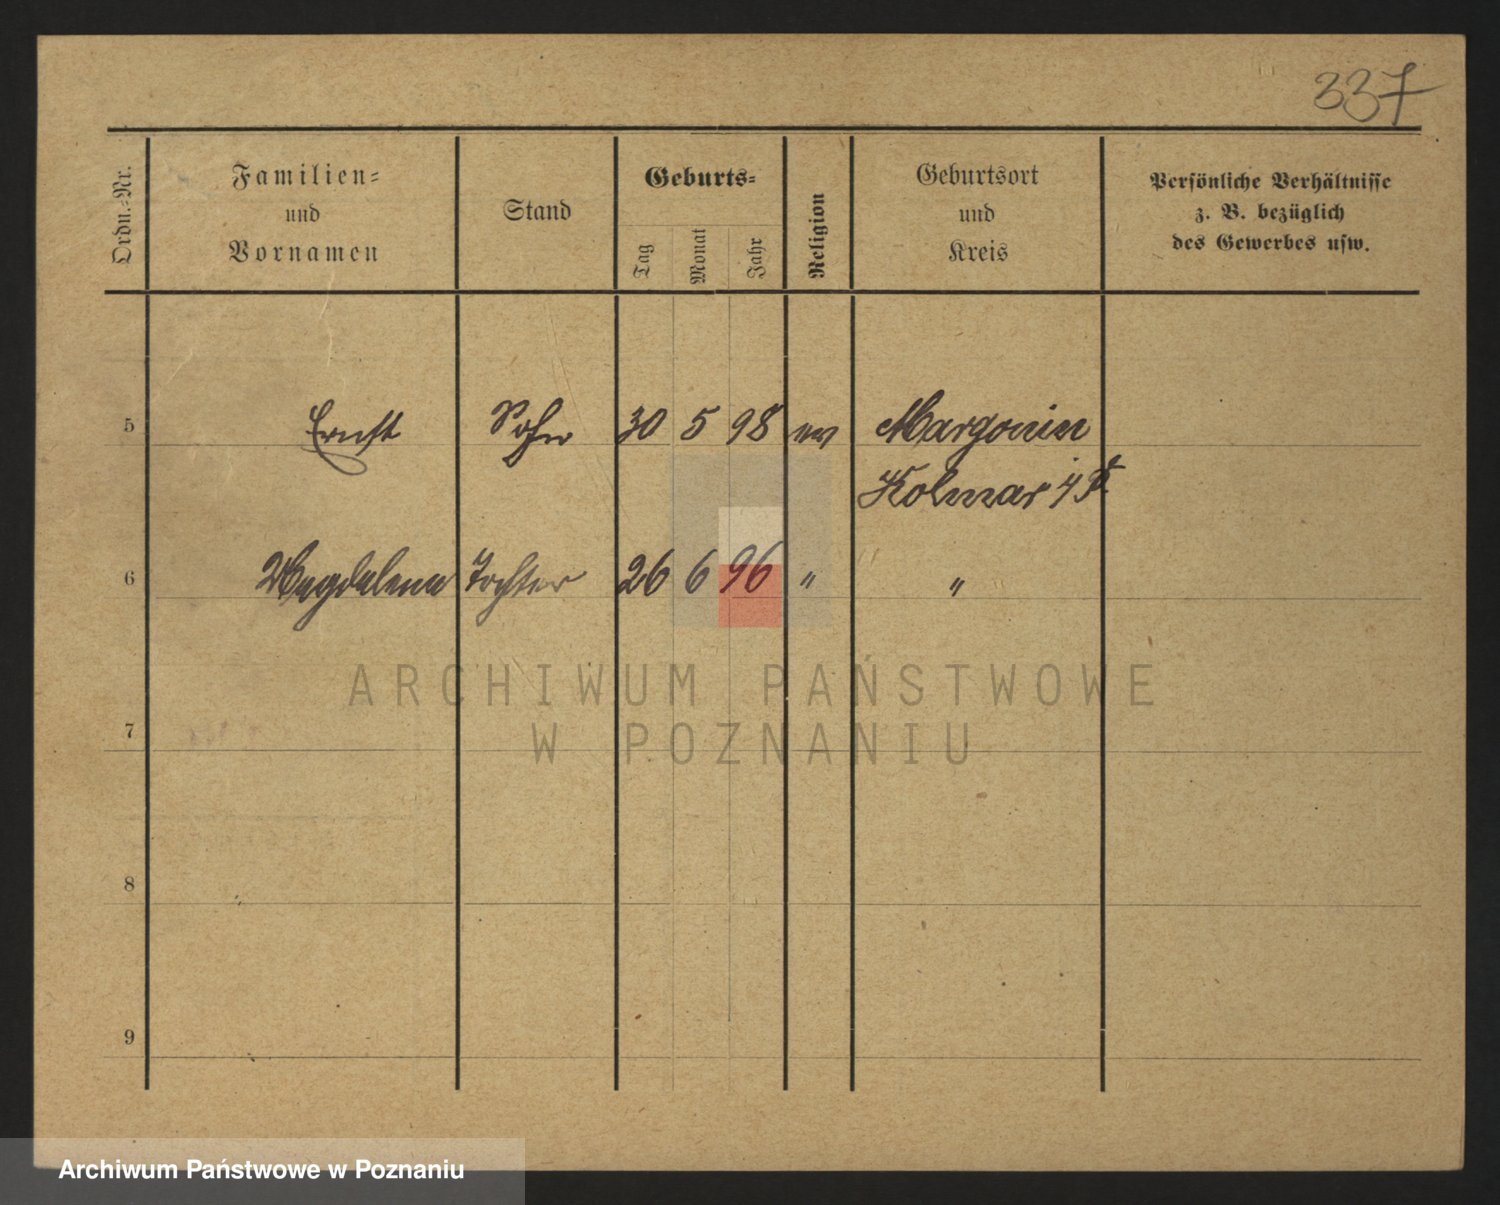 337
Ordn.-Nr.
Familien-
und
Vornamen
Stand
Geburts-
Tag
Monat
Jahr
Religion
Geburtsort
und
Kreis
Persönliche Verhältnisse
z. B. bezüglich
des Gewerbes usw.
5 Ernst Sohn 30 5 98 ev Margonin
Kolmar i/P
6 Magdalena Tochter 26 6 96 " "
ARCHIWUM PAŃSTWOWE
7
W POZNANIU
8
9
Archiwum Państwowe w Poznaniu